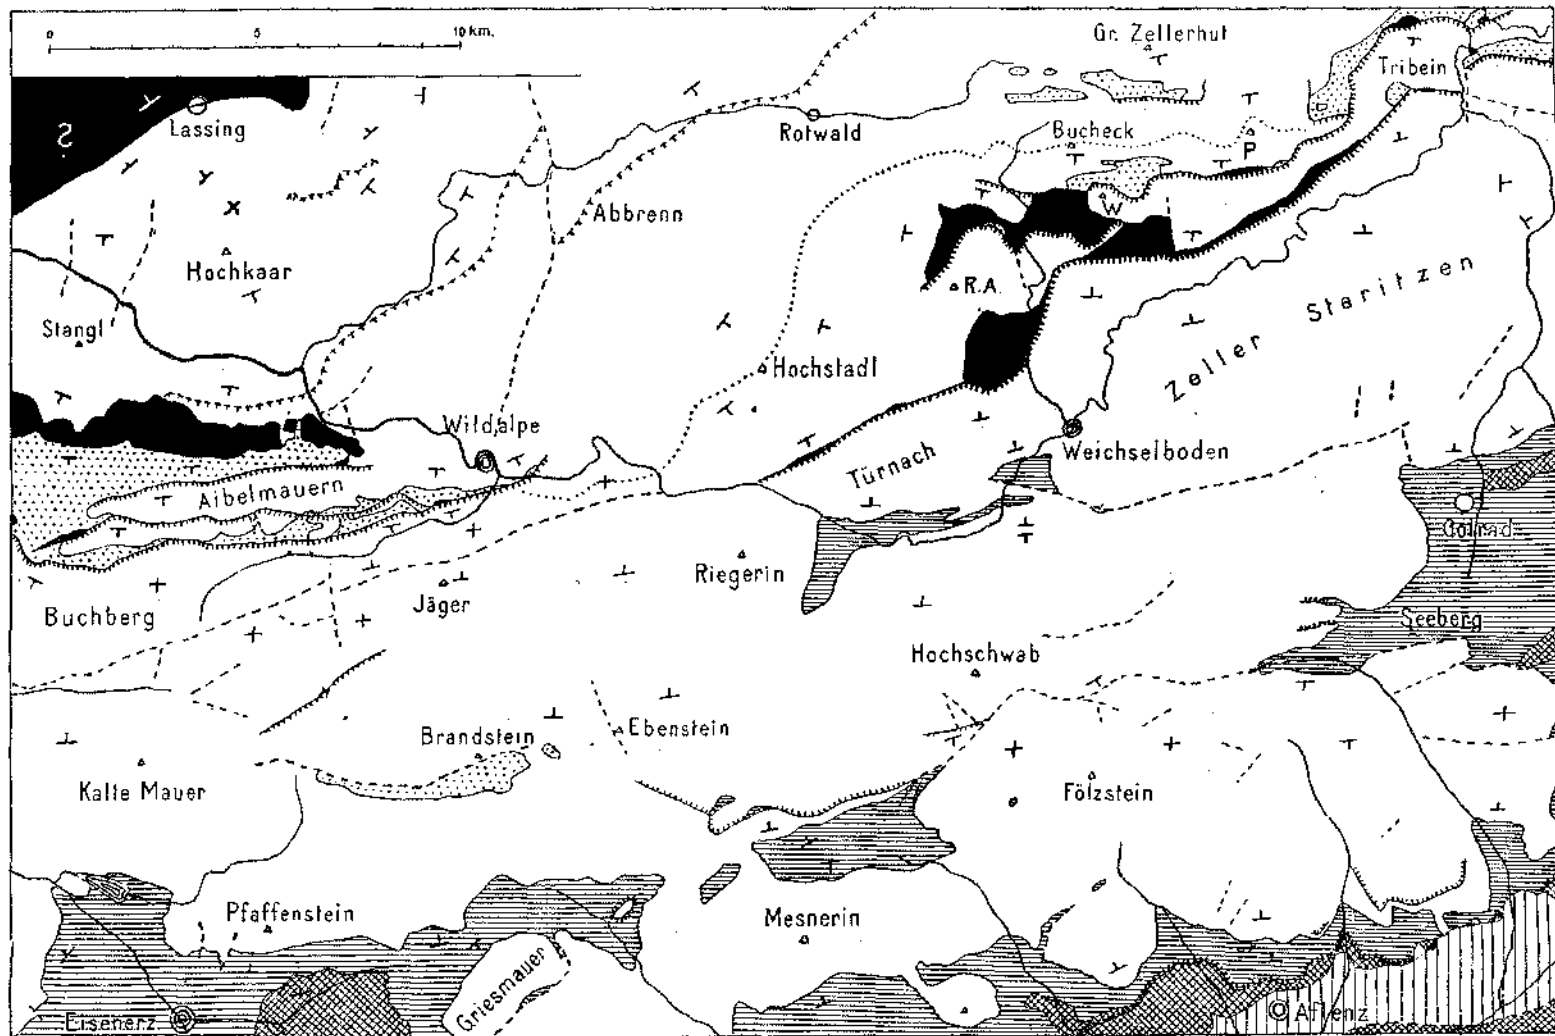 0 5 10 km.
Gr. Zellerhut
Tribein
Lassing
?
Rotwald
Bucheck
P
Abbrenn
W
Hochkaar
R.A.
Stangl
Zeller Staritzen
Hochstadl
Wildalpe
Türnach
Weichselboden
Aibelmauern
Gollrad
Riegerin
Jäger
Buchberg
Seeberg
Hochschwab
Brandstein
Ebenstein
Kalte Mauer
Fölzstein
Pfaffenstein
Mesnerin
Griesmauer
Eisenerz
Aflenz